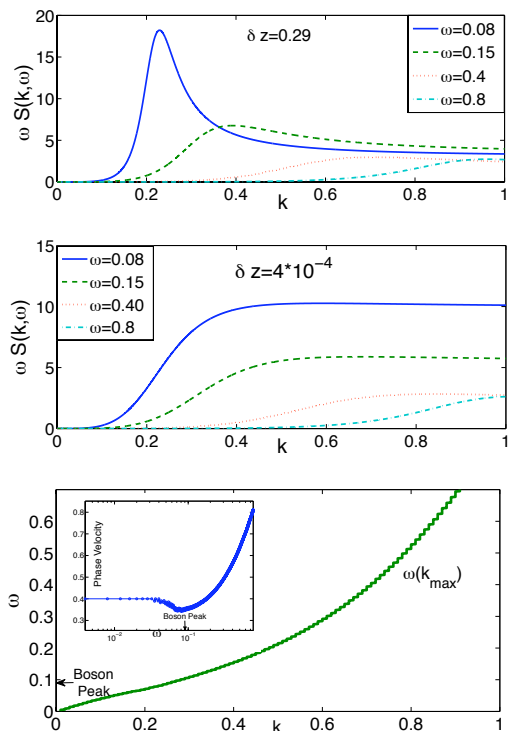 20
15
10
5
0
ω S(k,ω)
δ z=0.29
ω=0.08
ω=0.15
ω=0.4
ω=0.8
0 0.2 0.4 0.6 0.8 1
k
15
10
5
0
ω S(k,ω)
δ z=4*10⁻⁴
ω=0.08
ω=0.15
ω=0.40
ω=0.8
0 0.2 0.4 0.6 0.8 1
k
0.6
0.5
0.4
0.3
0.2
0.1
0
ω
0.8
0.7
0.6
0.5
0.4
0.3
Phase Velocity
Boson Peak
10⁻² ω 10⁻¹
ω(k_max)
Boson
Peak
0 0.2 0.4 0.6 0.8 1
k